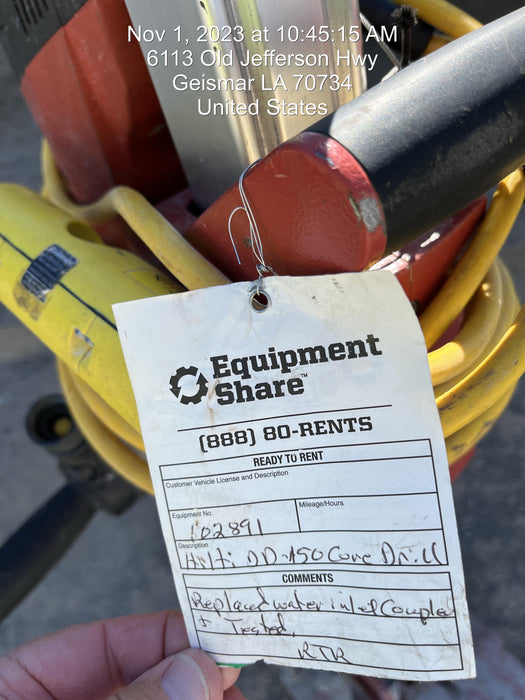 Nov 1, 2023 at 10:45:15 AM
6113 Old Jefferson Hwy
Geismar LA 70734
United States
Equipment
Share™
(888) 80-RENTS
READY TO RENT
Customer Vehicle License and Description
Equipment No.
Mileage/Hours
102891
Description
Hilti DD-150 Core Drill
COMMENTS
Replaced water inlet Coupler
+ Tested,
RTR